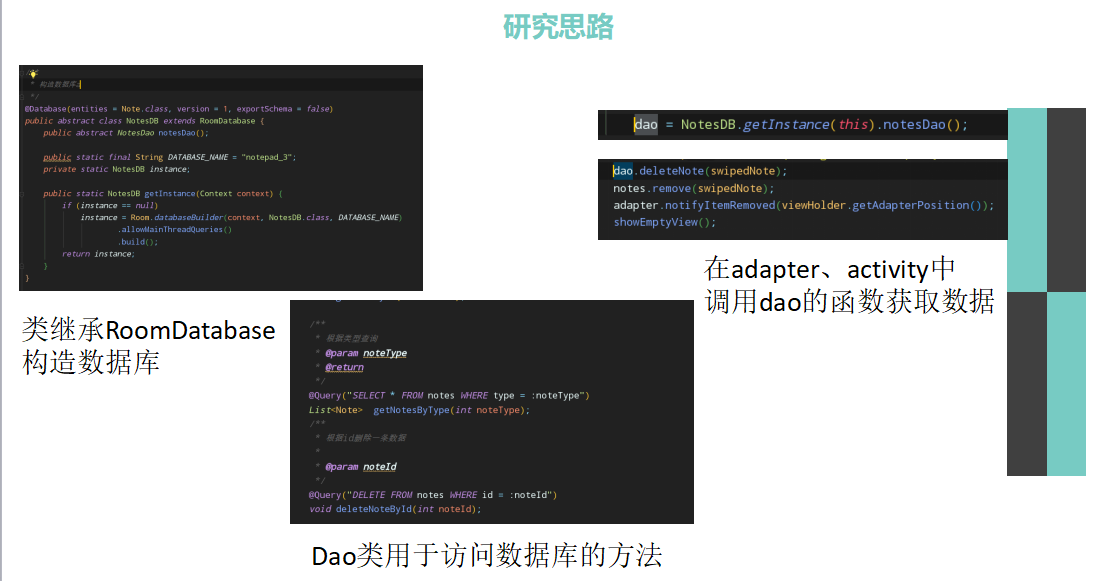 研究思路
/**
* 构造数据库
*/
@Database(entities = Note.class, version = 1, exportSchema = false)
public abstract class NotesDB extends RoomDatabase {
public abstract NotesDao notesDao();
public static final String DATABASE_NAME = "notepad_3";
private static NotesDB instance;
public static NotesDB getInstance(Context context) {
if (instance == null)
instance = Room.databaseBuilder(context, NotesDB.class, DATABASE_NAME)
.allowMainThreadQueries()
.build();
return instance;
}
}
类继承RoomDatabase
构造数据库
/**
* 根据类型查询
* @param noteType
* @return
*/
@Query("SELECT * FROM notes WHERE type = :noteType")
List<Note> getNotesByType(int noteType);
/**
* 根据id删除一条数据
*
* @param noteId
*/
@Query("DELETE FROM notes WHERE id = :noteId")
void deleteNoteById(int noteId);
Dao类用于访问数据库的方法
dao = NotesDB.getInstance(this).notesDao();
dao.deleteNote(swipedNote);
notes.remove(swipedNote);
adapter.notifyItemRemoved(viewHolder.getAdapterPosition());
showEmptyView();
在adapter、activity中
调用dao的函数获取数据